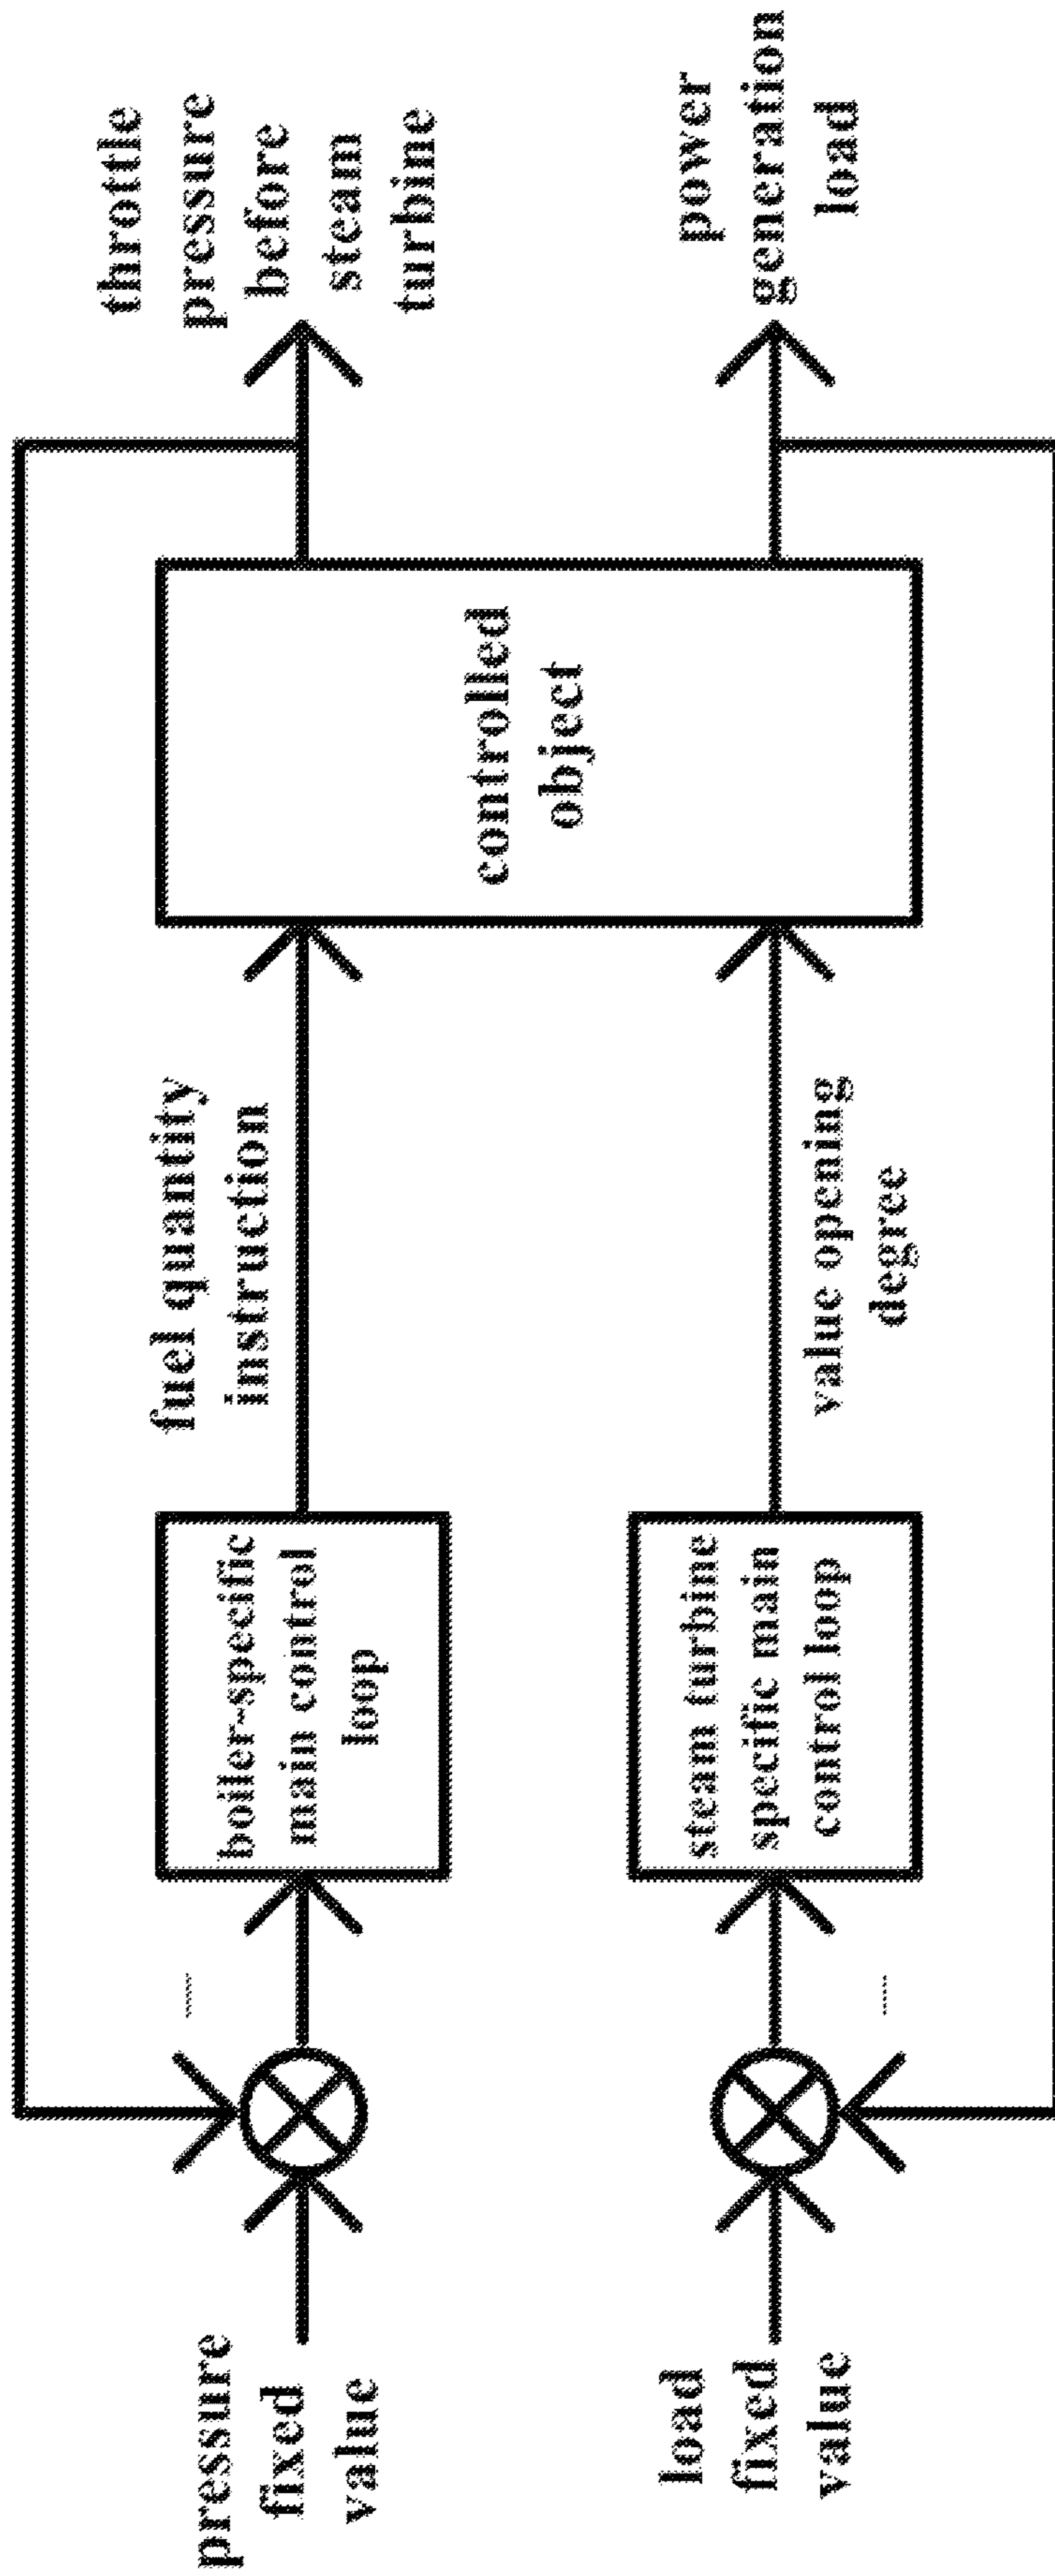 pressure
fixed
value
boiler-specific
main control
loop
fuel quantity
instruction
controlled
object
throttle
pressure
before
steam
turbine
load
fixed
value
steam turbine
specific main
control loop
value opening
degree
power
generation
load